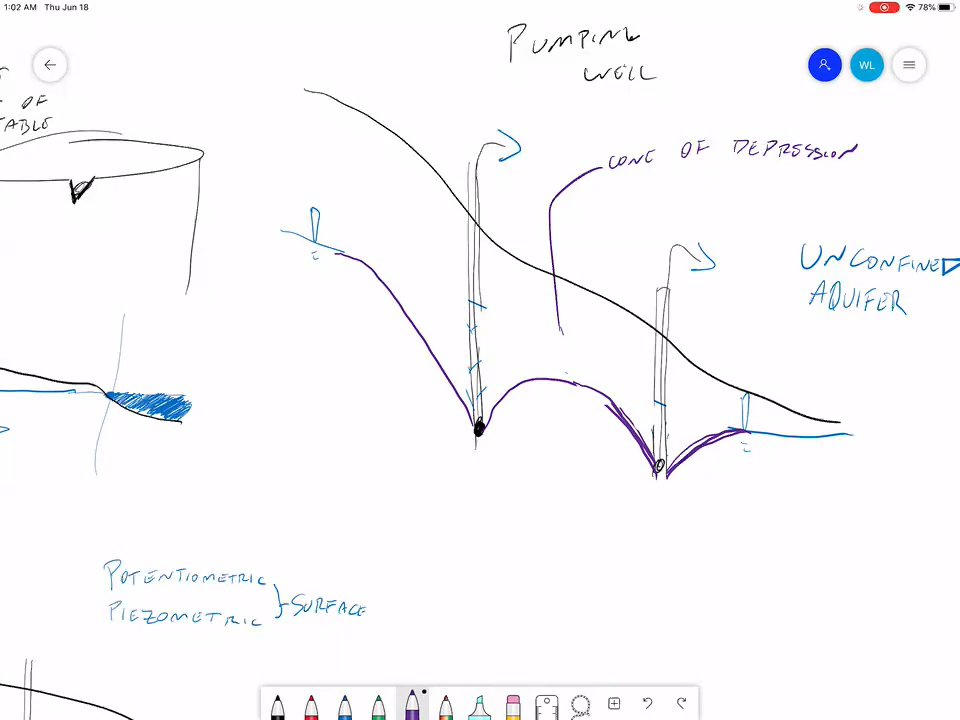 1:02 AM Thu Jun 18
78%
PUMPING
WELL
WL
OF
TABLE
CONE OF DEPRESSION
UNCONFINED
AQUIFER
POTENTIOMETRIC
PIEZOMETRIC
SURFACE